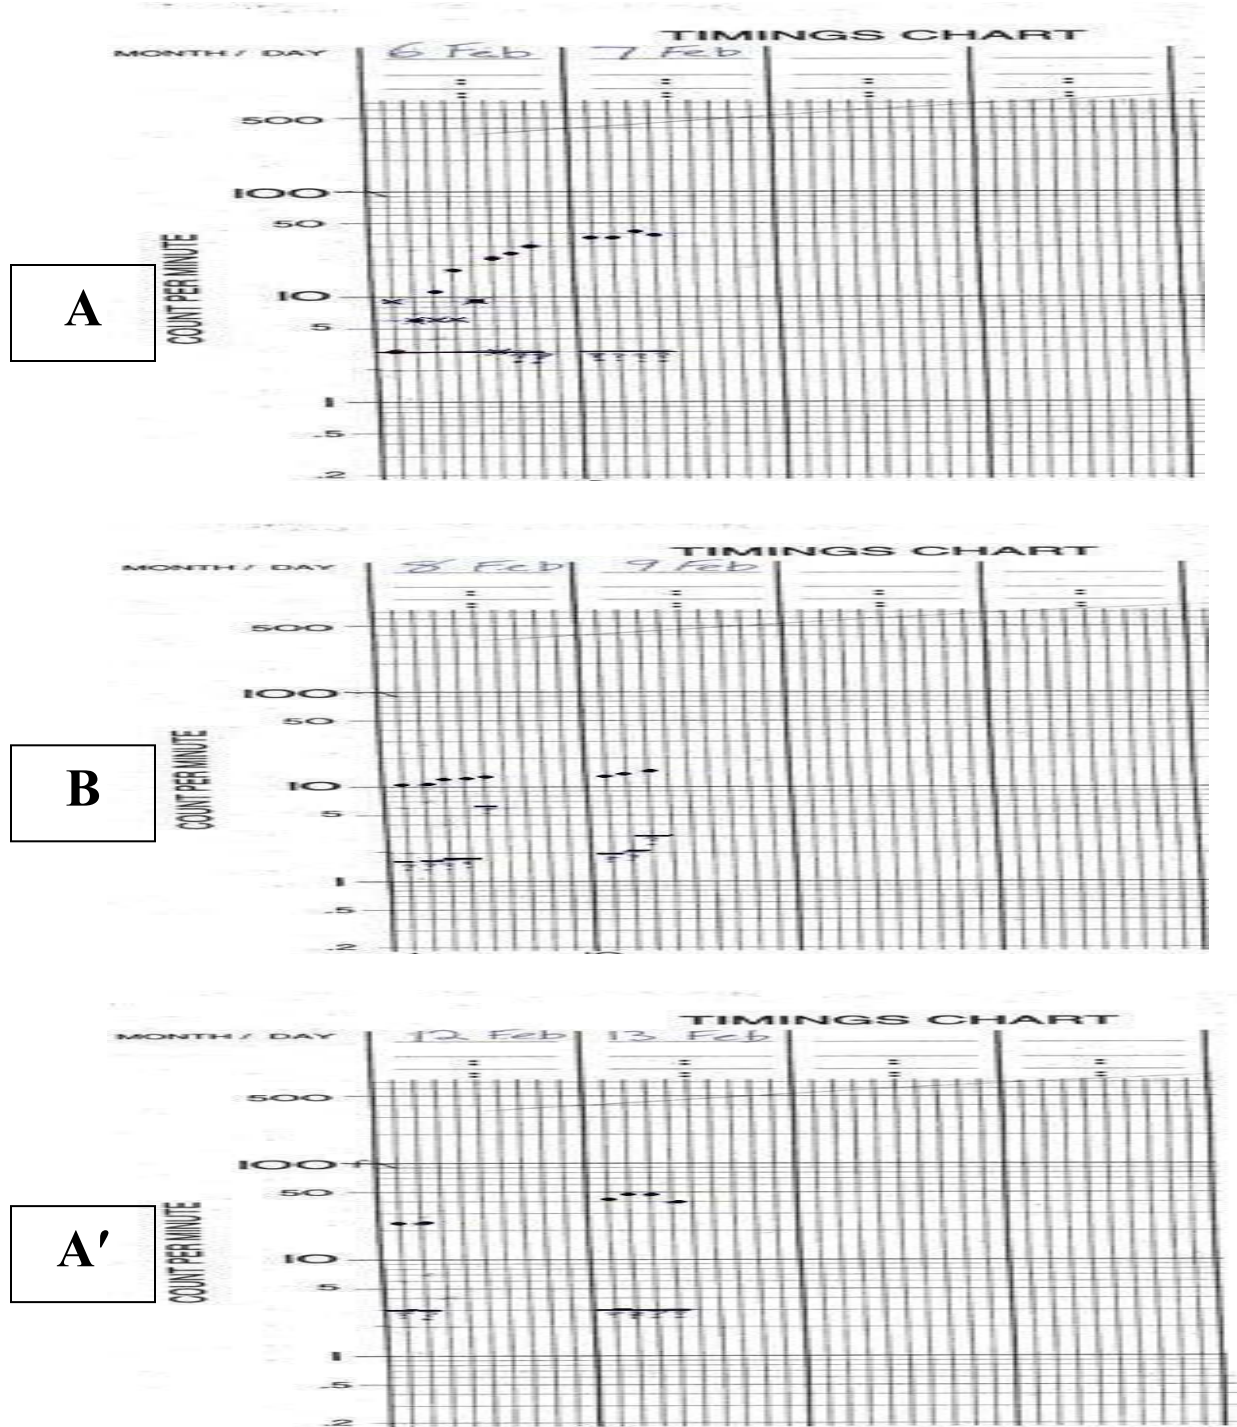 TIMINGS CHART
MONTH / DAY 6 Feb 7 Feb
500
100
50
10
5
1
.5
.2
COUNT PER MINUTE
A
TIMINGS CHART
MONTH / DAY 8 Feb 9 Feb
500
100
50
10
5
1
.5
.2
COUNT PER MINUTE
B
TIMINGS CHART
MONTH / DAY 12 Feb 13 Feb
500
100
50
10
5
1
.5
.2
COUNT PER MINUTE
A′